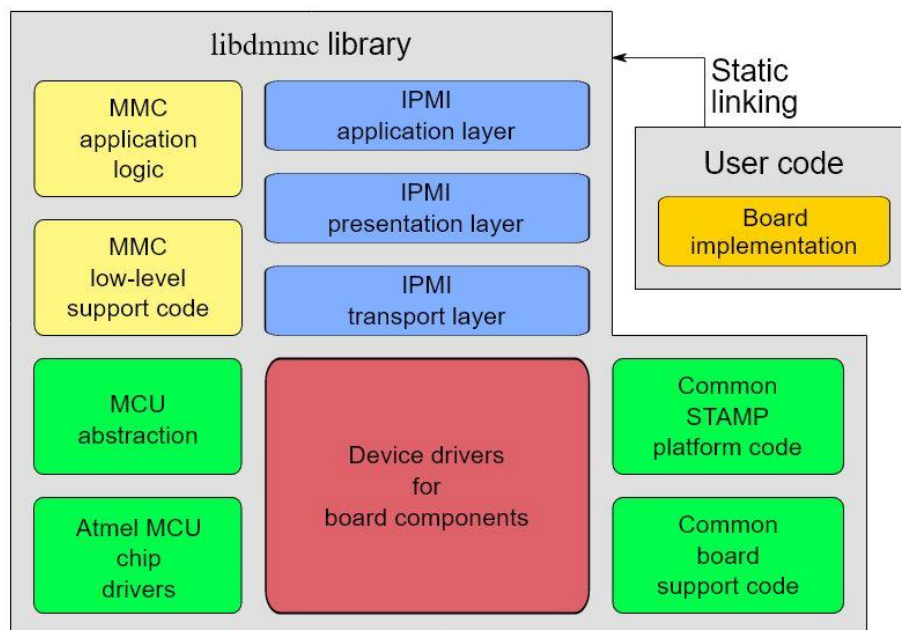 libdmmc library
MMC
application
logic
IPMI
application layer
Static
linking
User code
Board
implementation
IPMI
presentation layer
MMC
low-level
support code
IPMI
transport layer
MCU
abstraction
Device drivers
for
board components
Common
STAMP
platform code
Atmel MCU
chip
drivers
Common
board
support code